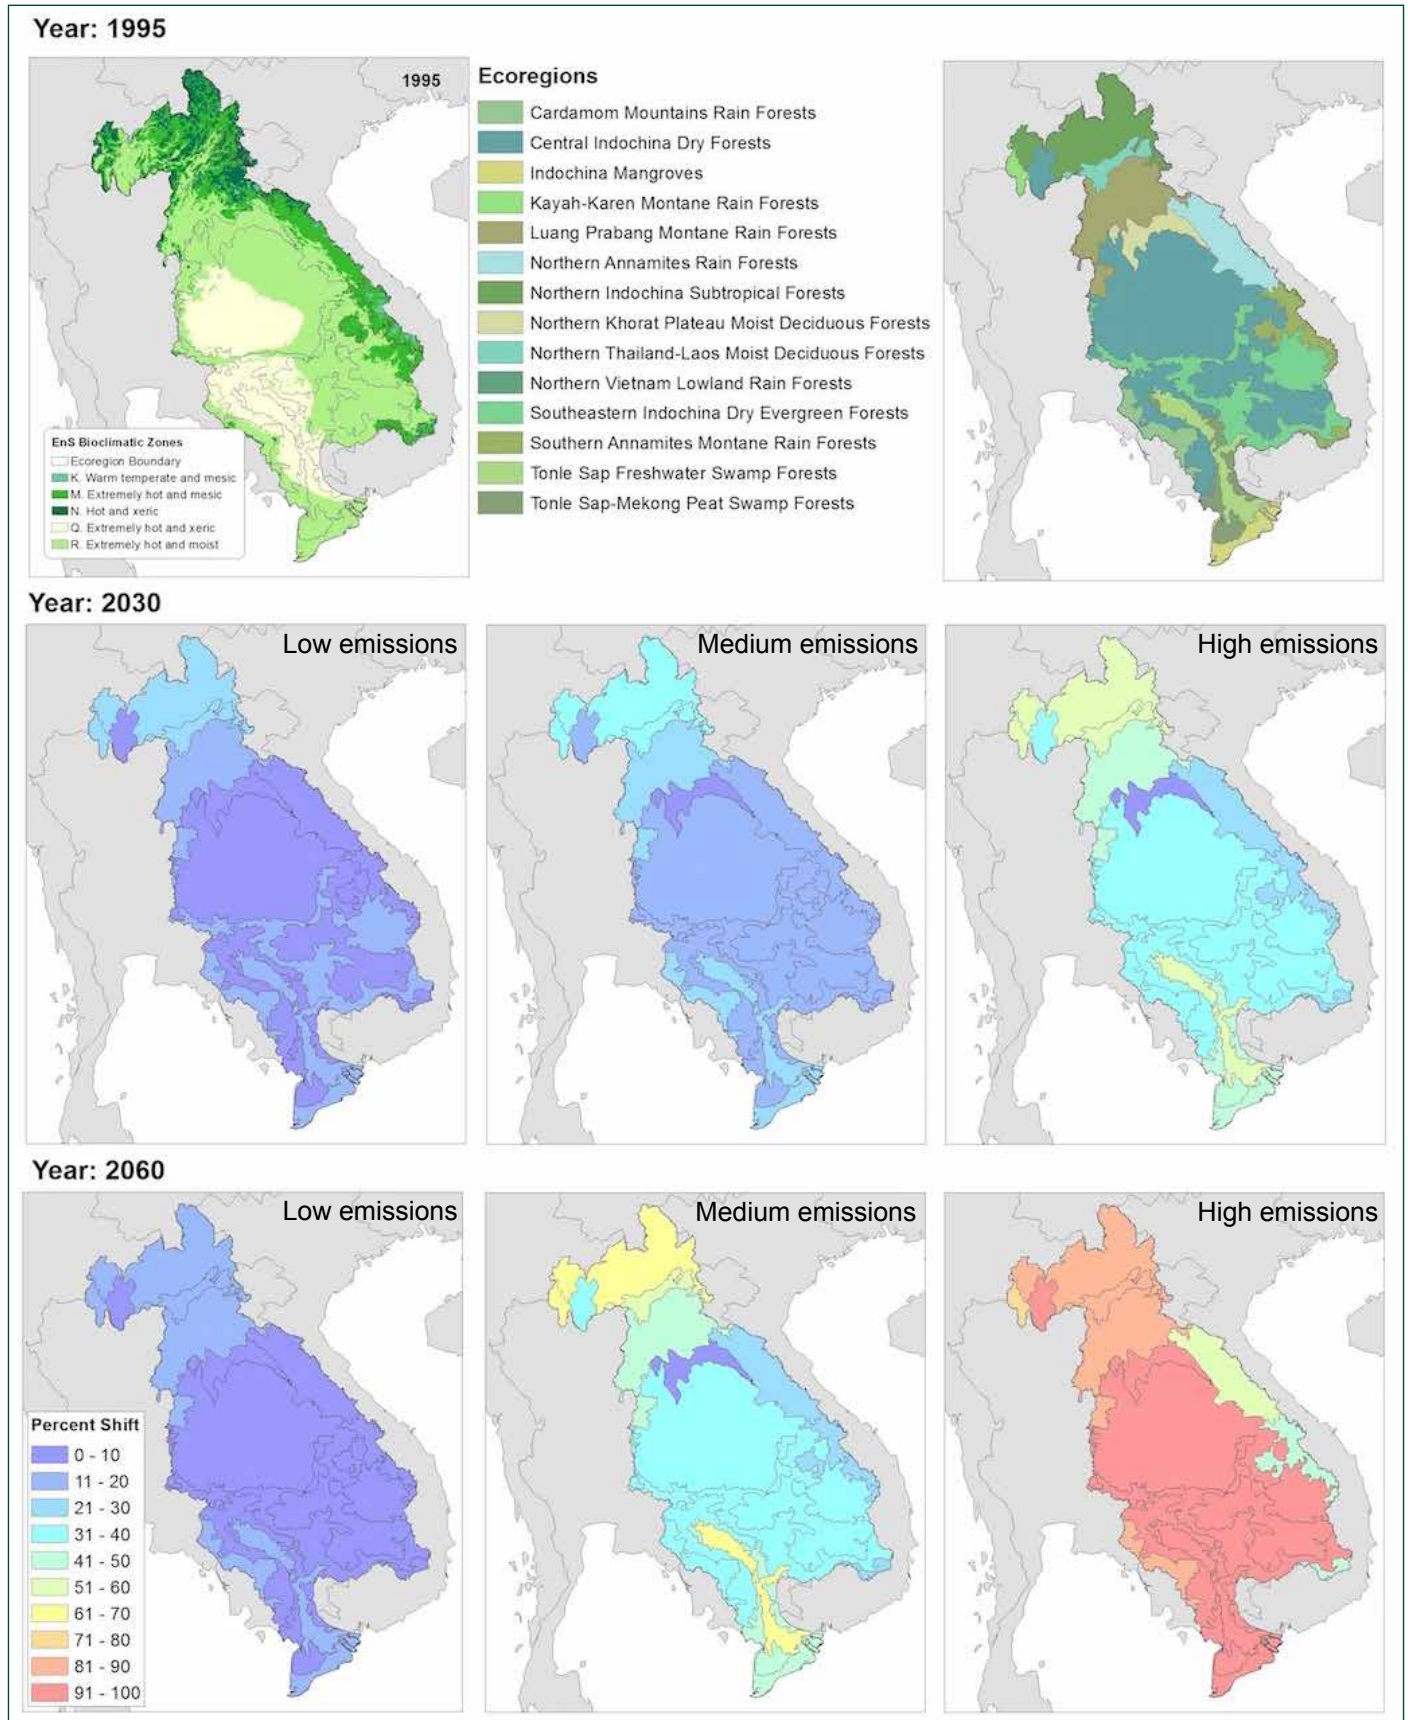 Year: 1995
1995
EnS Bioclimatic Zones
Ecoregion Boundary
K. Warm temperate and mesic
M. Extremely hot and mesic
N. Hot and xeric
Q. Extremely hot and xeric
R. Extremely hot and moist
Ecoregions
Cardamom Mountains Rain Forests
Central Indochina Dry Forests
Indochina Mangroves
Kayah-Karen Montane Rain Forests
Luang Prabang Montane Rain Forests
Northern Annamites Rain Forests
Northern Indochina Subtropical Forests
Northern Khorat Plateau Moist Deciduous Forests
Northern Thailand-Laos Moist Deciduous Forests
Northern Vietnam Lowland Rain Forests
Southeastern Indochina Dry Evergreen Forests
Southern Annamites Montane Rain Forests
Tonle Sap Freshwater Swamp Forests
Tonle Sap-Mekong Peat Swamp Forests
Year: 2030
Low emissions
Medium emissions
High emissions
Year: 2060
Low emissions
Medium emissions
High emissions
Percent Shift
0 - 10
11 - 20
21 - 30
31 - 40
41 - 50
51 - 60
61 - 70
71 - 80
81 - 90
91 - 100